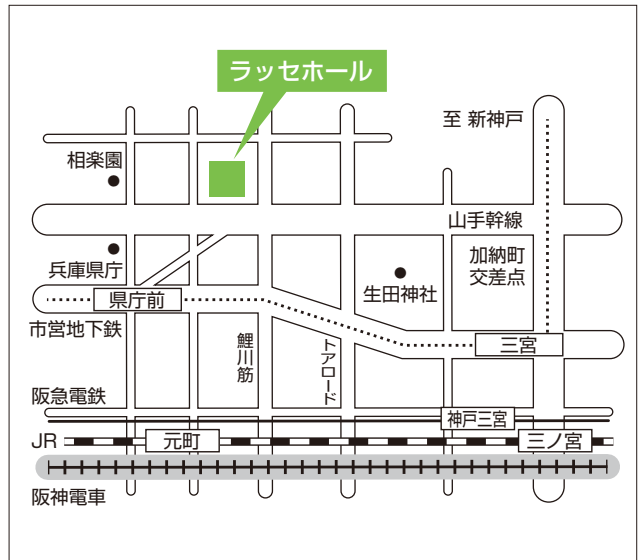 ラッセホール
至 新神戸
相楽園
山手幹線
兵庫県庁
加納町
交差点
生田神社
県庁前
市営地下鉄
鯉川筋
トアロード
三宮
阪急電鉄
神戸三宮
JR
元町
三ノ宮
阪神電車